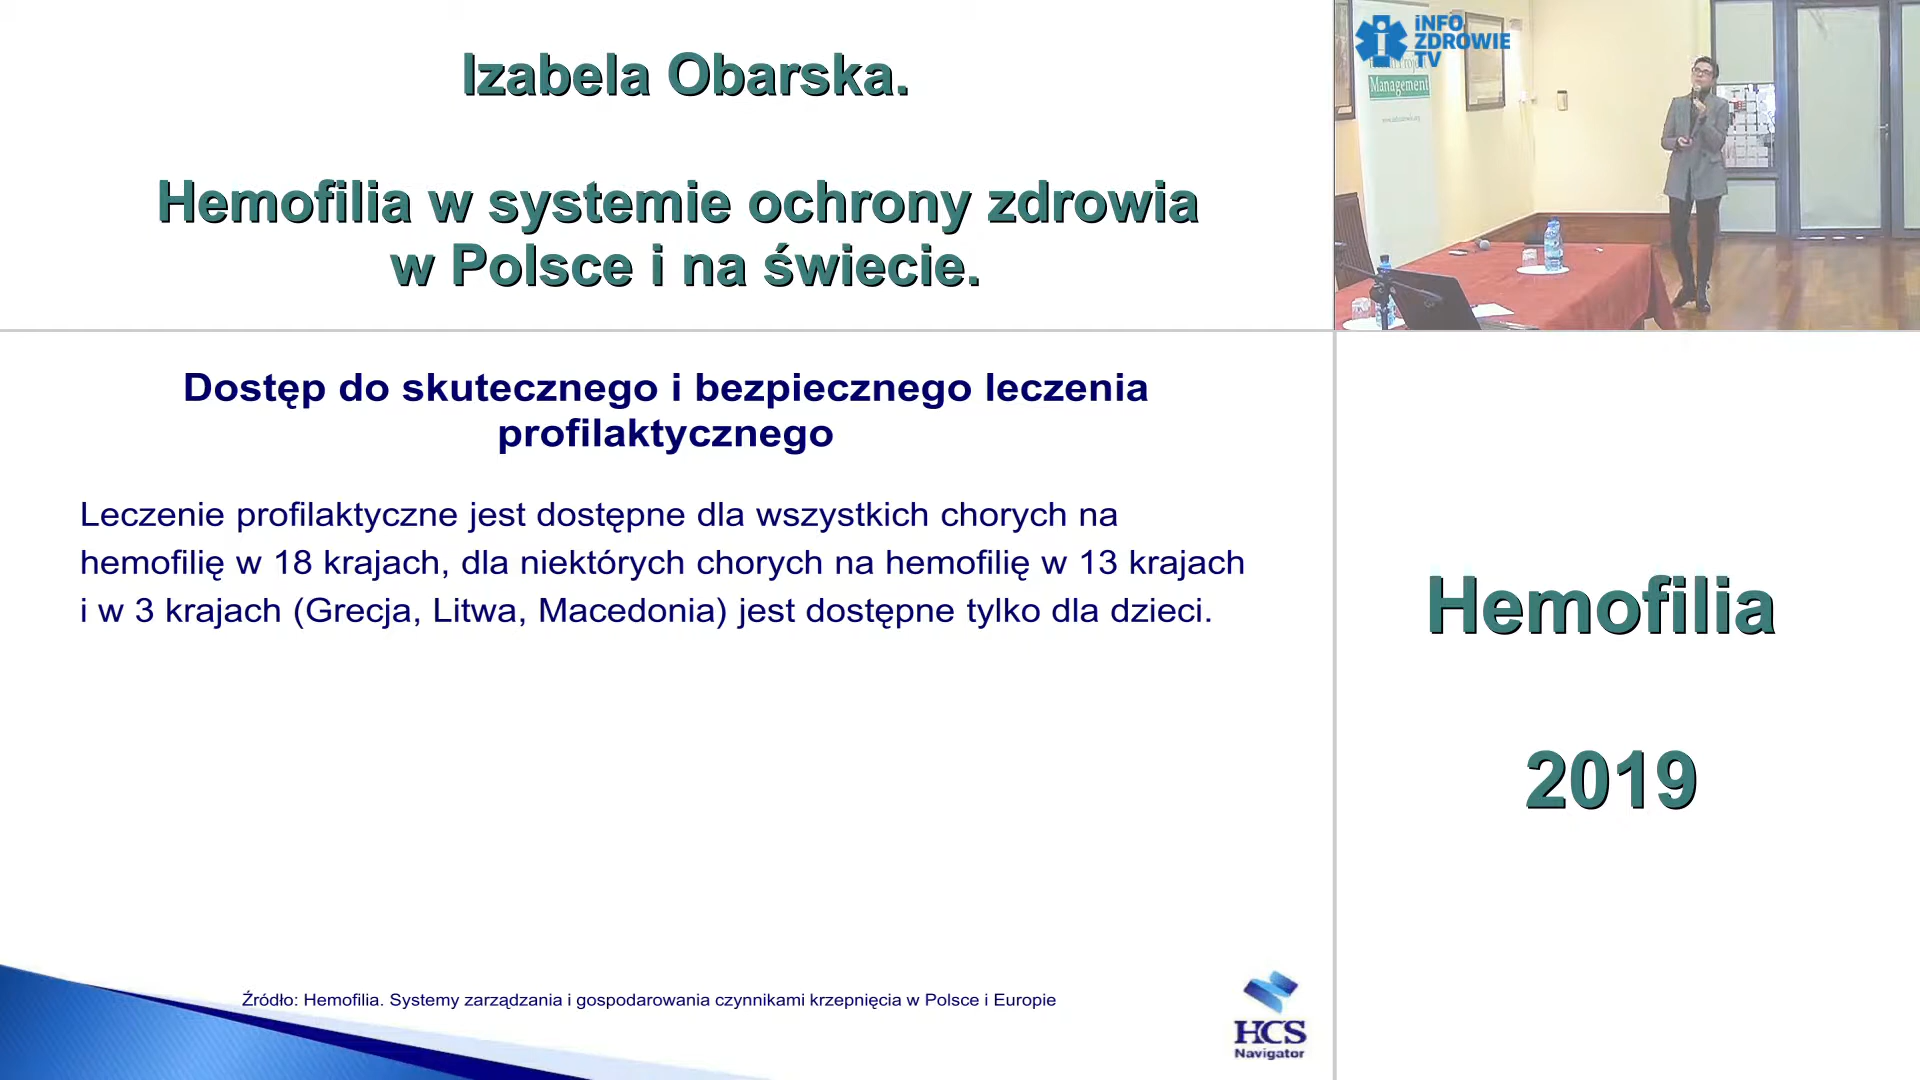 Izabela Obarska.
Hemofilia w systemie ochrony zdrowia
w Polsce i na świecie.
iNFO
ZDROWIE
TV
Management
Dostęp do skutecznego i bezpiecznego leczenia
profilaktycznego
Leczenie profilaktyczne jest dostępne dla wszystkich chorych na
hemofilię w 18 krajach, dla niektórych chorych na hemofilię w 13 krajach
i w 3 krajach (Grecja, Litwa, Macedonia) jest dostępne tylko dla dzieci.
Hemofilia
2019
Źródło: Hemofilia. Systemy zarządzania i gospodarowania czynnikami krzepnięcia w Polsce i Europie
HCS
Navigator